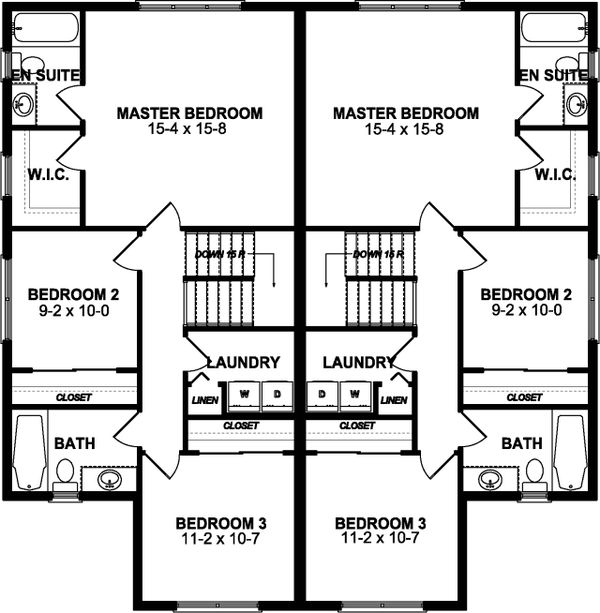 EN SUITE
MASTER BEDROOM
15-4 x 15-8
MASTER BEDROOM
15-4 x 15-8
EN SUITE
W.I.C.
W.I.C.
DOWN 15 R
DOWN 15 R
BEDROOM 2
9-2 x 10-0
BEDROOM 2
9-2 x 10-0
LAUNDRY
LAUNDRY
CLOSET
LINEN
W
D
D
W
LINEN
CLOSET
CLOSET
CLOSET
BATH
BATH
BEDROOM 3
11-2 x 10-7
BEDROOM 3
11-2 x 10-7